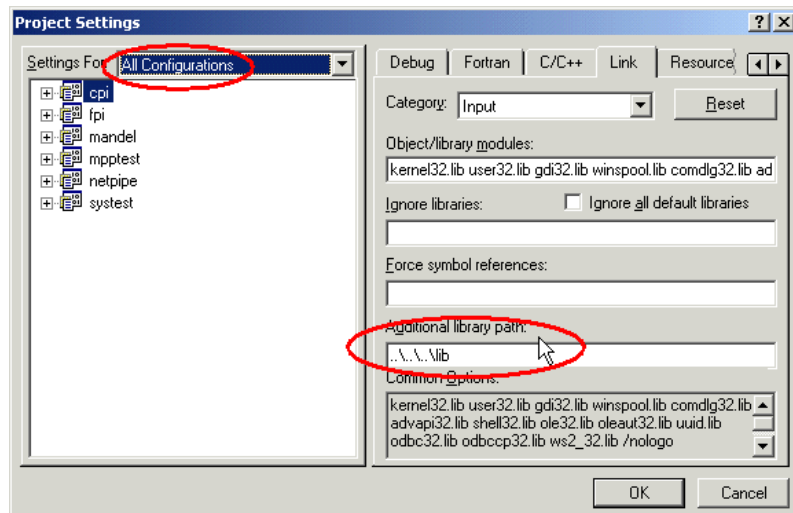 Project Settings
Settings For: All Configurations
cpi
fpi
mandel
mpptest
netpipe
systest
Debug Fortran C/C++ Link Resource
Category: Input Reset
Object/library modules:
kernel32.lib user32.lib gdi32.lib winspool.lib comdlg32.lib ad
Ignore libraries: Ignore all default libraries
Force symbol references:
Additional library path:
..\..\..\lib
Common Options:
kernel32.lib user32.lib gdi32.lib winspool.lib comdlg32.lib
advapi32.lib shell32.lib ole32.lib oleaut32.lib uuid.lib
odbc32.lib odbccp32.lib ws2_32.lib /nologo
OK Cancel